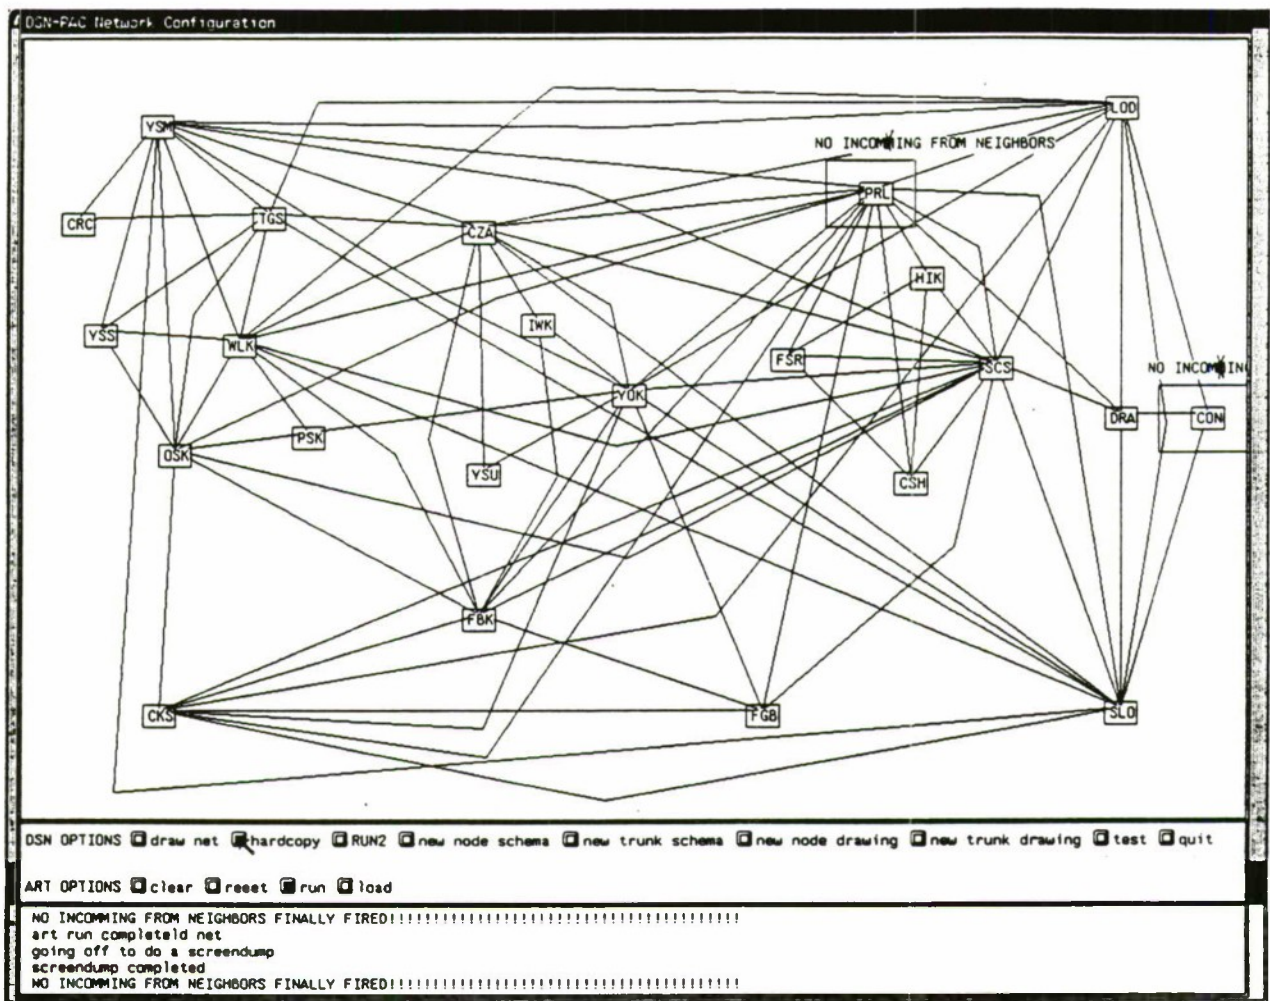 DSN-PAC Network Configuration
LOD
YSM
NO INCOMMING FROM NEIGHBORS
PRL
CRC
TGS
CZA
HIK
IWK
YSS
WLK
FSR
SCS
NO INCOMMING
YOK
DRA
CON
PSK
OSK
YSU
CSH
FBK
CKS
FGB
SLO
DSN OPTIONS draw net hardcopy RUN2 new node schema new trunk schema new node drawing new trunk drawing test quit
ART OPTIONS clear reset run load
NO INCOMMING FROM NEIGHBORS FINALLY FIRED!!!!!!!!!!!!!!!!!!!!!!!!!!!!!!!!!!!!!!!!
art run completeld net
going off to do a screendump
screendump completed
NO INCOMMING FROM NEIGHBORS FINALLY FIRED!!!!!!!!!!!!!!!!!!!!!!!!!!!!!!!!!!!!!!!!